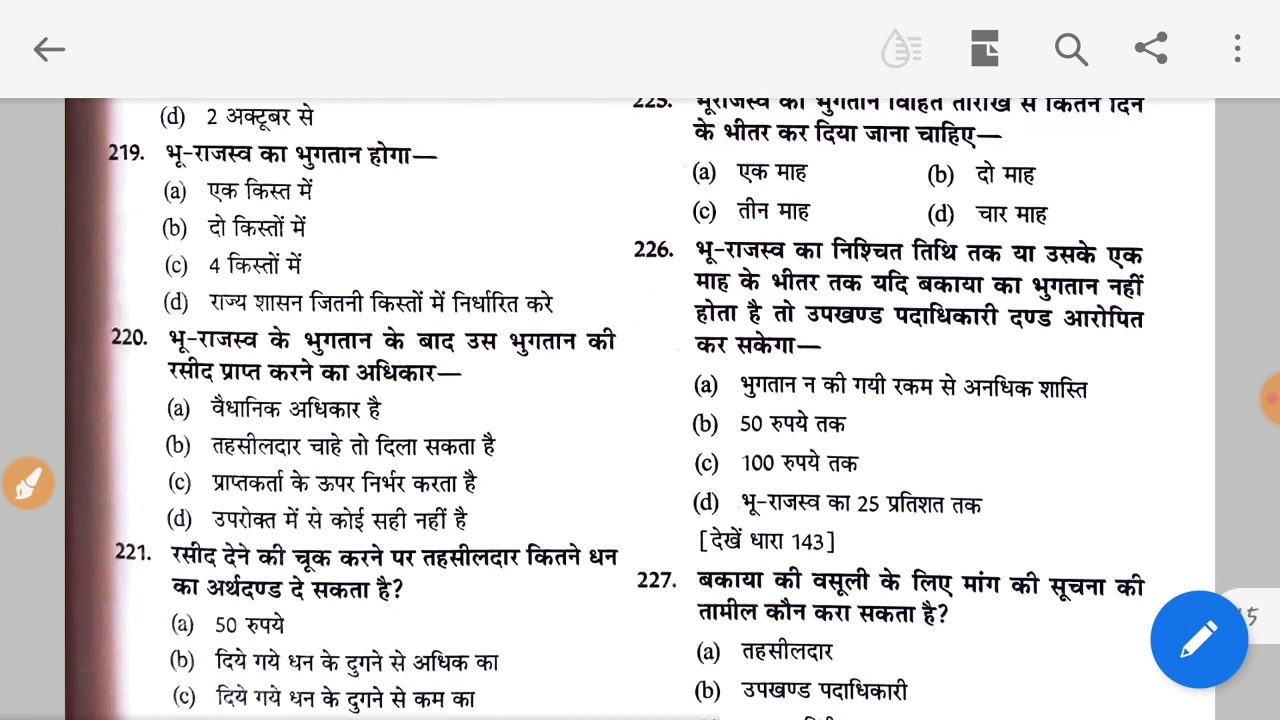 (d) 2 अक्टूबर से
219. भू-राजस्व का भुगतान होगा—
(a) एक किस्त में
(b) दो किस्तों में
(c) 4 किस्तों में
(d) राज्य शासन जितनी किस्तों में निर्धारित करे
220. भू-राजस्व के भुगतान के बाद उस भुगतान की
रसीद प्राप्त करने का अधिकार—
(a) वैधानिक अधिकार है
(b) तहसीलदार चाहे तो दिला सकता है
(c) प्राप्तकर्ता के ऊपर निर्भर करता है
(d) उपरोक्त में से कोई सही नहीं है
221. रसीद देने की चूक करने पर तहसीलदार कितने धन
का अर्थदण्ड दे सकता है?
(a) 50 रुपये
(b) दिये गये धन के दुगने से अधिक का
(c) दिये गये धन के दुगने से कम का
225. भूराजस्व का भुगतान विहित तारीख से कितने दिन
के भीतर कर दिया जाना चाहिए—
(a) एक माह (b) दो माह
(c) तीन माह (d) चार माह
226. भू-राजस्व का निश्चित तिथि तक या उसके एक
माह के भीतर तक यदि बकाया का भुगतान नहीं
होता है तो उपखण्ड पदाधिकारी दण्ड आरोपित
कर सकेगा—
(a) भुगतान न की गयी रकम से अनधिक शास्ति
(b) 50 रुपये तक
(c) 100 रुपये तक
(d) भू-राजस्व का 25 प्रतिशत तक
[देखें धारा 143]
227. बकाया की वसूली के लिए मांग की सूचना की
तामील कौन करा सकता है?
(a) तहसीलदार
(b) उपखण्ड पदाधिकारी